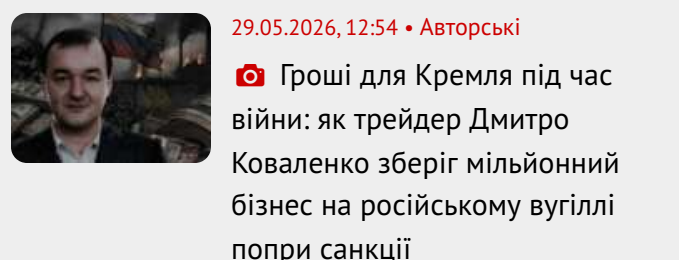 29.05.2026, 12:54 • Авторські
Гроші для Кремля під час
війни: як трейдер Дмитро
Коваленко зберіг мільйонний
бізнес на російському вугіллі
попри санкції